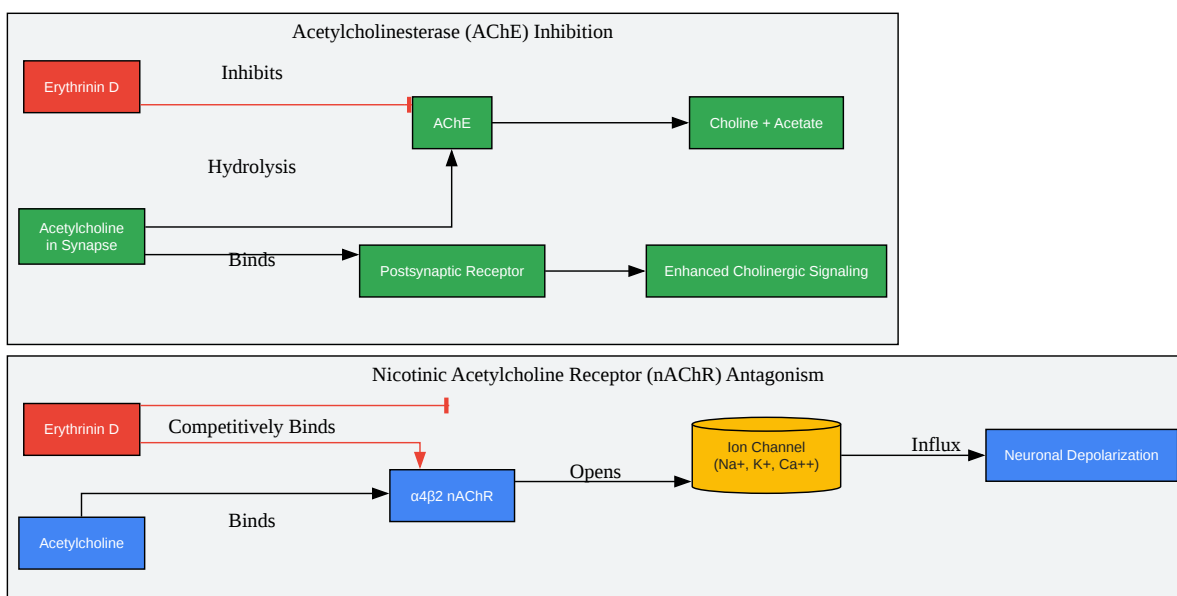 Acetylcholinesterase (AChE) Inhibition
Erythrinin D
Inhibits
AChE
Choline + Acetate
Hydrolysis
Acetylcholine
in Synapse
Binds
Postsynaptic Receptor
Enhanced Cholinergic Signaling
Nicotinic Acetylcholine Receptor (nAChR) Antagonism
Erythrinin D
Competitively Binds
Ion Channel
(Na+, K+, Ca++)
Influx
Neuronal Depolarization
Opens
α4β2 nAChR
Binds
Acetylcholine